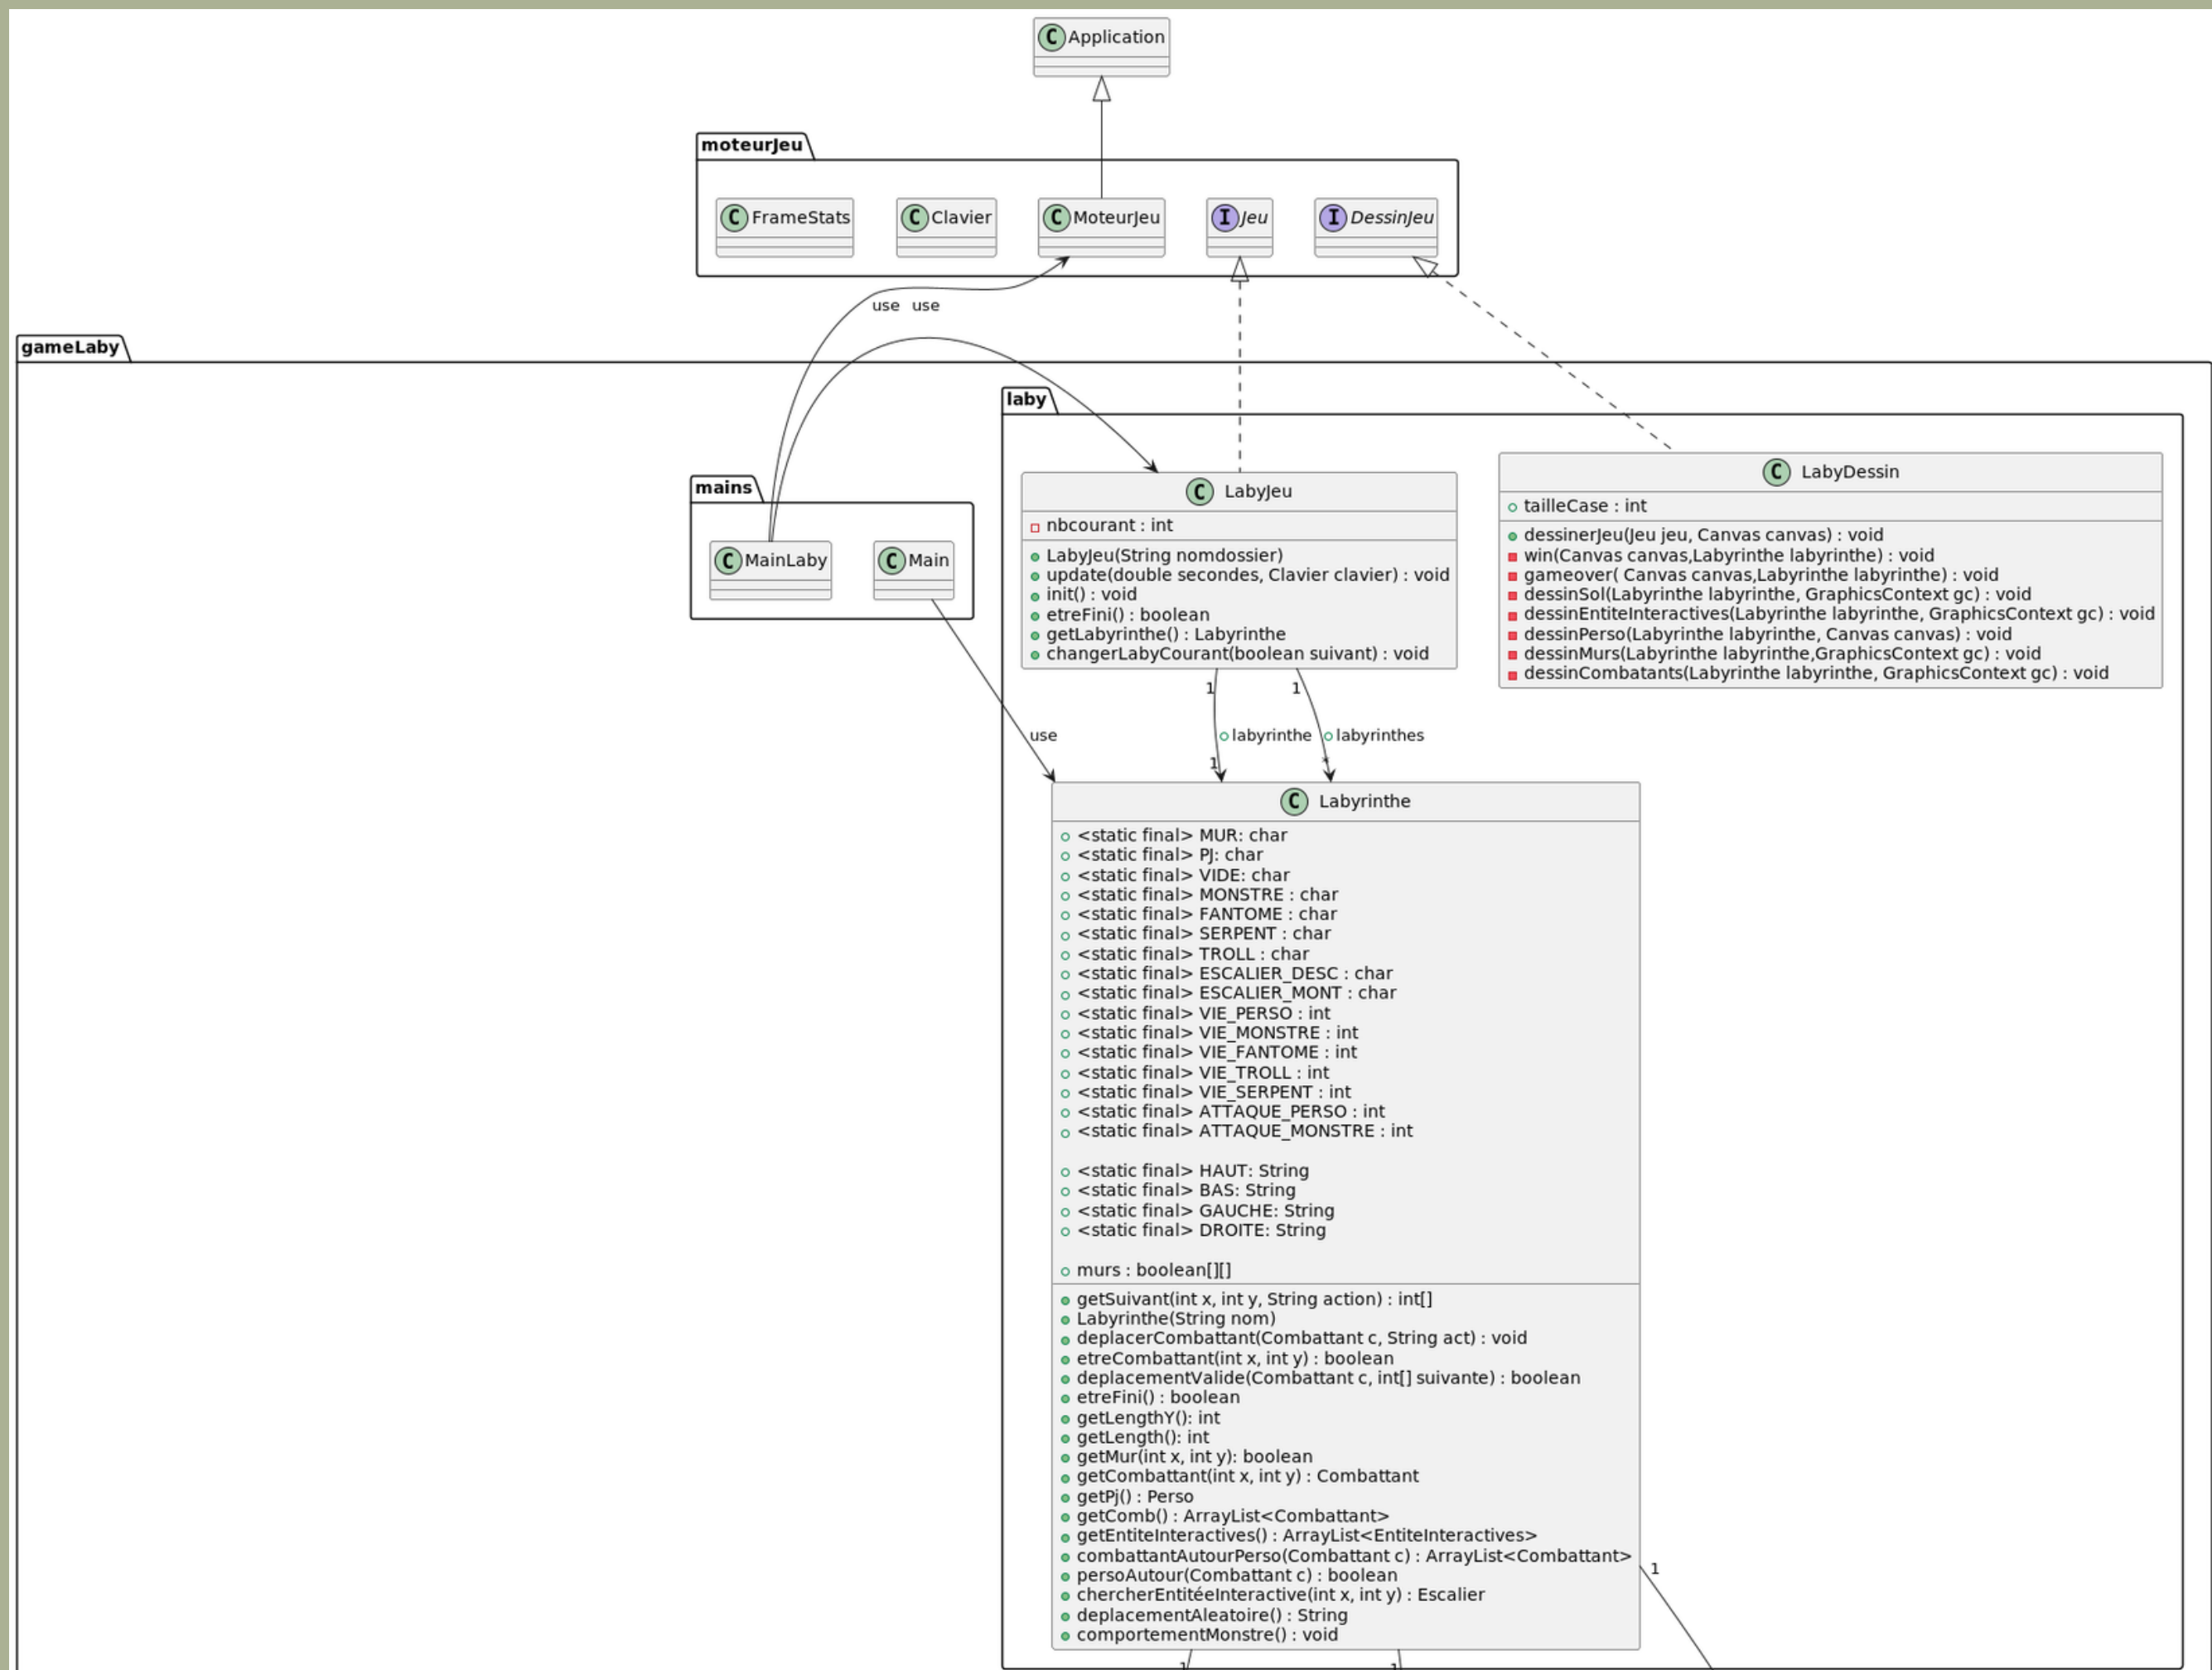 C Application
moteurJeu
C FrameStats
C Clavier
C MoteurJeu
I Jeu
I DessinJeu
use use
gameLaby
laby
mains
C MainLaby
C Main
C LabyJeu
nbcourant : int
LabyJeu(String nomdossier)
update(double secondes, Clavier clavier) : void
init() : void
etreFini() : boolean
getLabyrinthe() : Labyrinthe
changerLabyCourant(boolean suivant) : void
C LabyDessin
tailleCase : int
dessinerJeu(Jeu jeu, Canvas canvas) : void
win(Canvas canvas,Labyrinthe labyrinthe) : void
gameover( Canvas canvas,Labyrinthe labyrinthe) : void
dessinSol(Labyrinthe labyrinthe, GraphicsContext gc) : void
dessinEntiteInteractives(Labyrinthe labyrinthe, GraphicsContext gc) : void
dessinPerso(Labyrinthe labyrinthe, Canvas canvas) : void
dessinMurs(Labyrinthe labyrinthe,GraphicsContext gc) : void
dessinCombatants(Labyrinthe labyrinthe, GraphicsContext gc) : void
1 1
use
labyrinthe
labyrinthes
1 *
C Labyrinthe
<static final> MUR: char
<static final> PJ: char
<static final> VIDE: char
<static final> MONSTRE : char
<static final> FANTOME : char
<static final> SERPENT : char
<static final> TROLL : char
<static final> ESCALIER_DESC : char
<static final> ESCALIER_MONT : char
<static final> VIE_PERSO : int
<static final> VIE_MONSTRE : int
<static final> VIE_FANTOME : int
<static final> VIE_TROLL : int
<static final> VIE_SERPENT : int
<static final> ATTAQUE_PERSO : int
<static final> ATTAQUE_MONSTRE : int
<static final> HAUT: String
<static final> BAS: String
<static final> GAUCHE: String
<static final> DROITE: String
murs : boolean[][]
getSuivant(int x, int y, String action) : int[]
Labyrinthe(String nom)
deplacerCombattant(Combattant c, String act) : void
etreCombattant(int x, int y) : boolean
deplacementValide(Combattant c, int[] suivante) : boolean
etreFini() : boolean
getLengthY(): int
getLength(): int
getMur(int x, int y): boolean
getCombattant(int x, int y) : Combattant
getPj() : Perso
getComb() : ArrayList<Combattant>
getEntiteInteractives() : ArrayList<EntiteInteractives>
combattantAutourPerso(Combattant c) : ArrayList<Combattant>
persoAutour(Combattant c) : boolean
chercherEntitéeInteractive(int x, int y) : Escalier
deplacementAleatoire() : String
comportementMonstre() : void
1
1 1